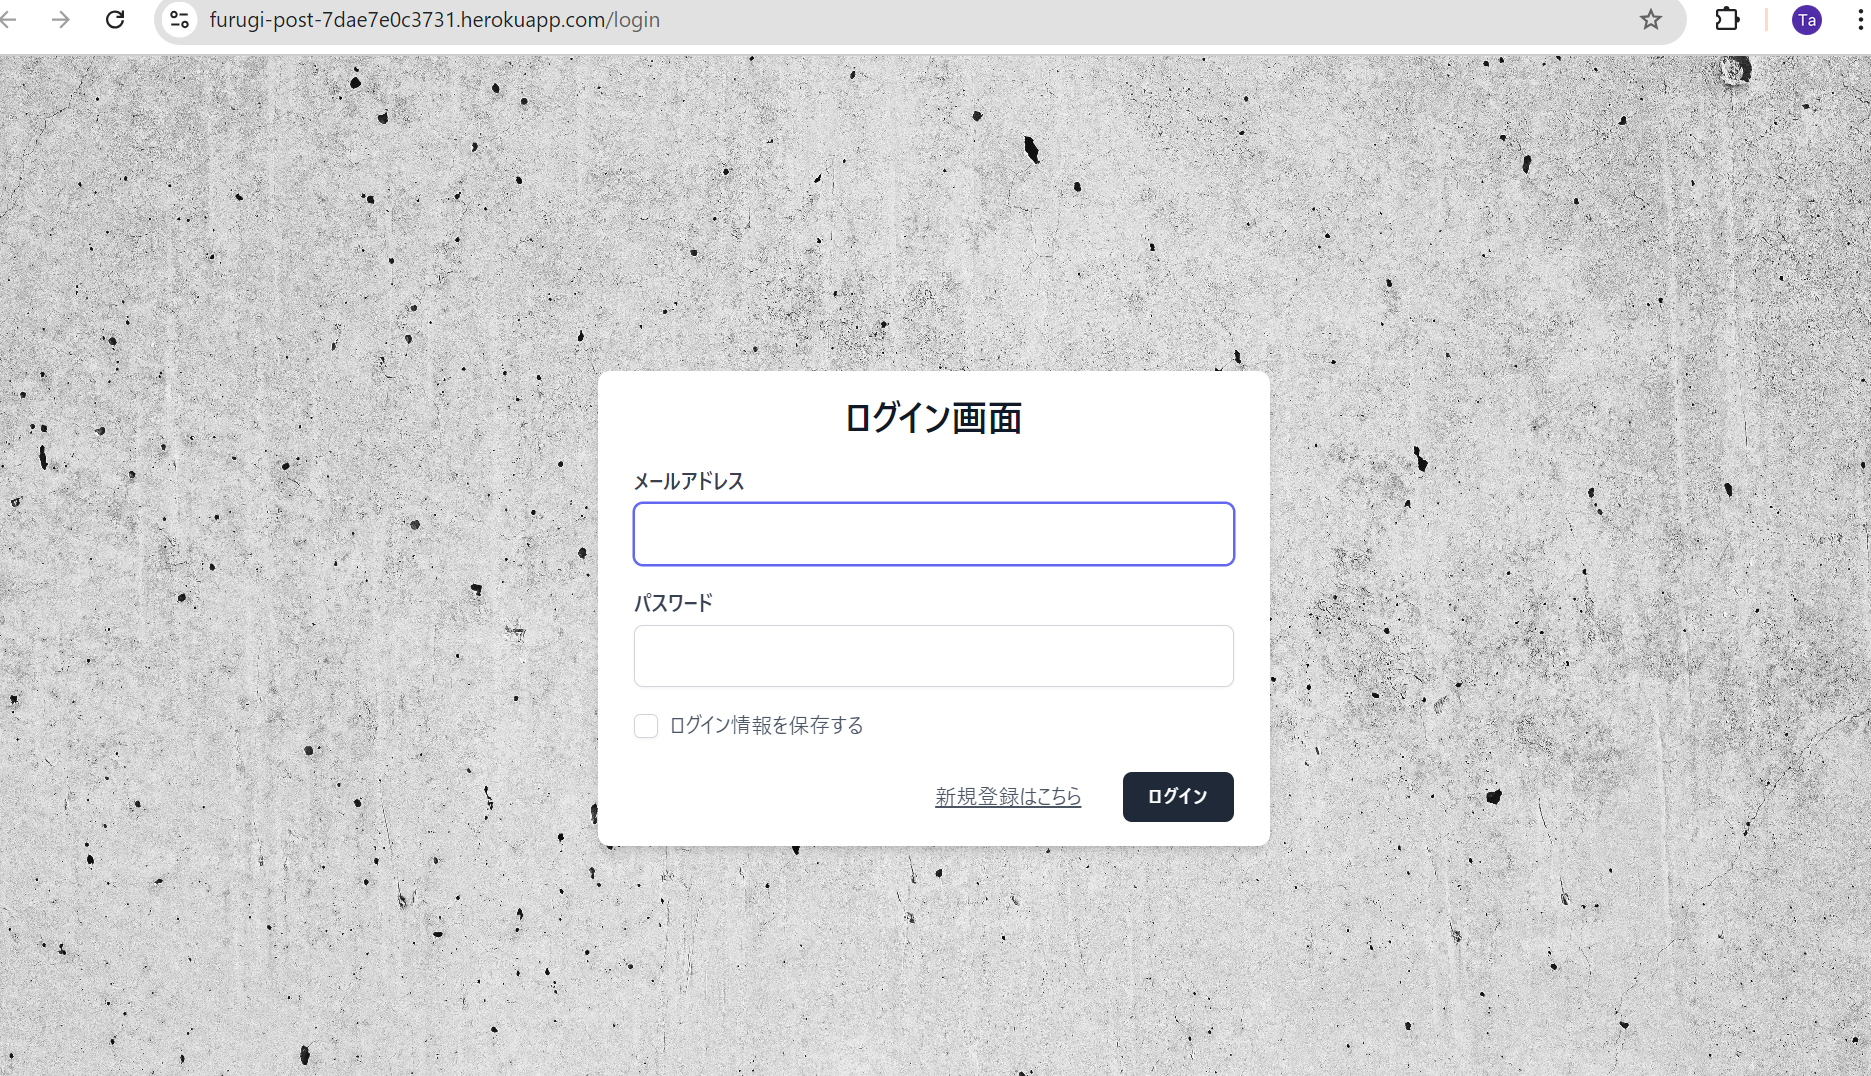 furugi-post-7dae7e0c3731.herokuapp.com/login
Ta
ログイン画面
メールアドレス
パスワード
ログイン情報を保存する
新規登録はこちら
ログイン